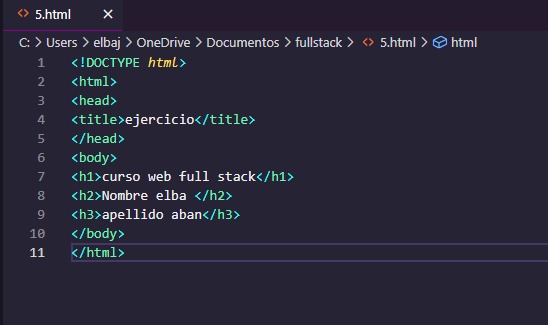 <> 5.html ×
C: > Users > elbaj > OneDrive > Documentos > fullstack > <> 5.html > html
1 <!DOCTYPE html>
2 <html>
3 <head>
4 <title>ejercicio</title>
5 </head>
6 <body>
7 <h1>curso web full stack</h1>
8 <h2>Nombre elba </h2>
9 <h3>apellido aban</h3>
10 </body>
11 </html>